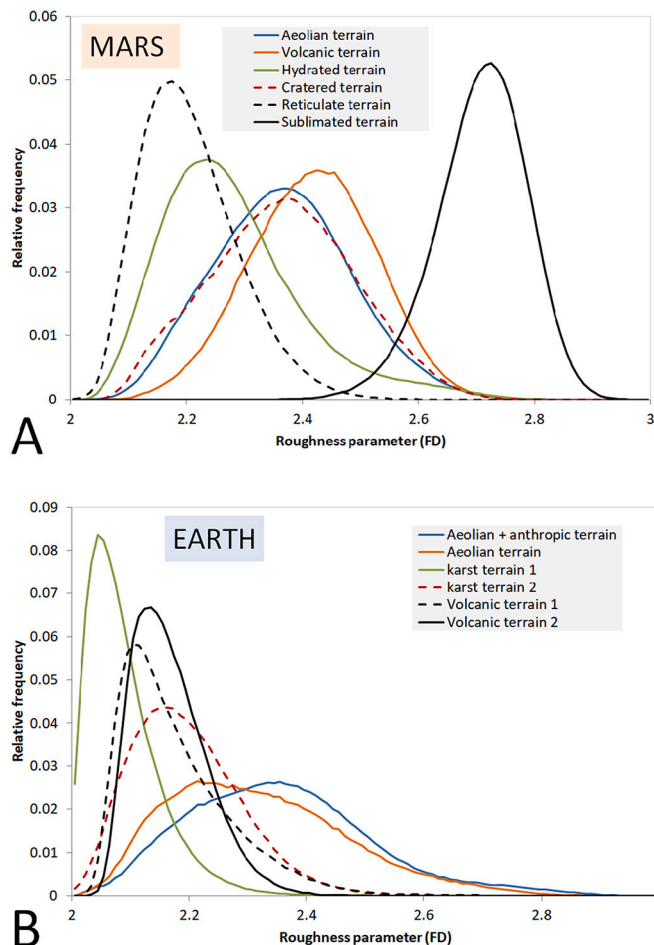 0.06
MARS
Aeolian terrain
Volcanic terrain
Hydrated terrain
Cratered terrain
Reticulate terrain
Sublimated terrain
0.05
0.04
0.03
0.02
0.01
0
Relative frequency
2
2.2
2.4
2.6
2.8
3
Roughness parameter (FD)
A
0.09
EARTH
Aeolian + anthropic terrain
Aeolian terrain
karst terrain 1
karst terrain 2
Volcanic terrain 1
Volcanic terrain 2
0.08
0.07
0.06
0.05
0.04
0.03
0.02
0.01
0
Relative frequency
2
2.2
2.4
2.6
2.8
Roughness parameter (FD)
B